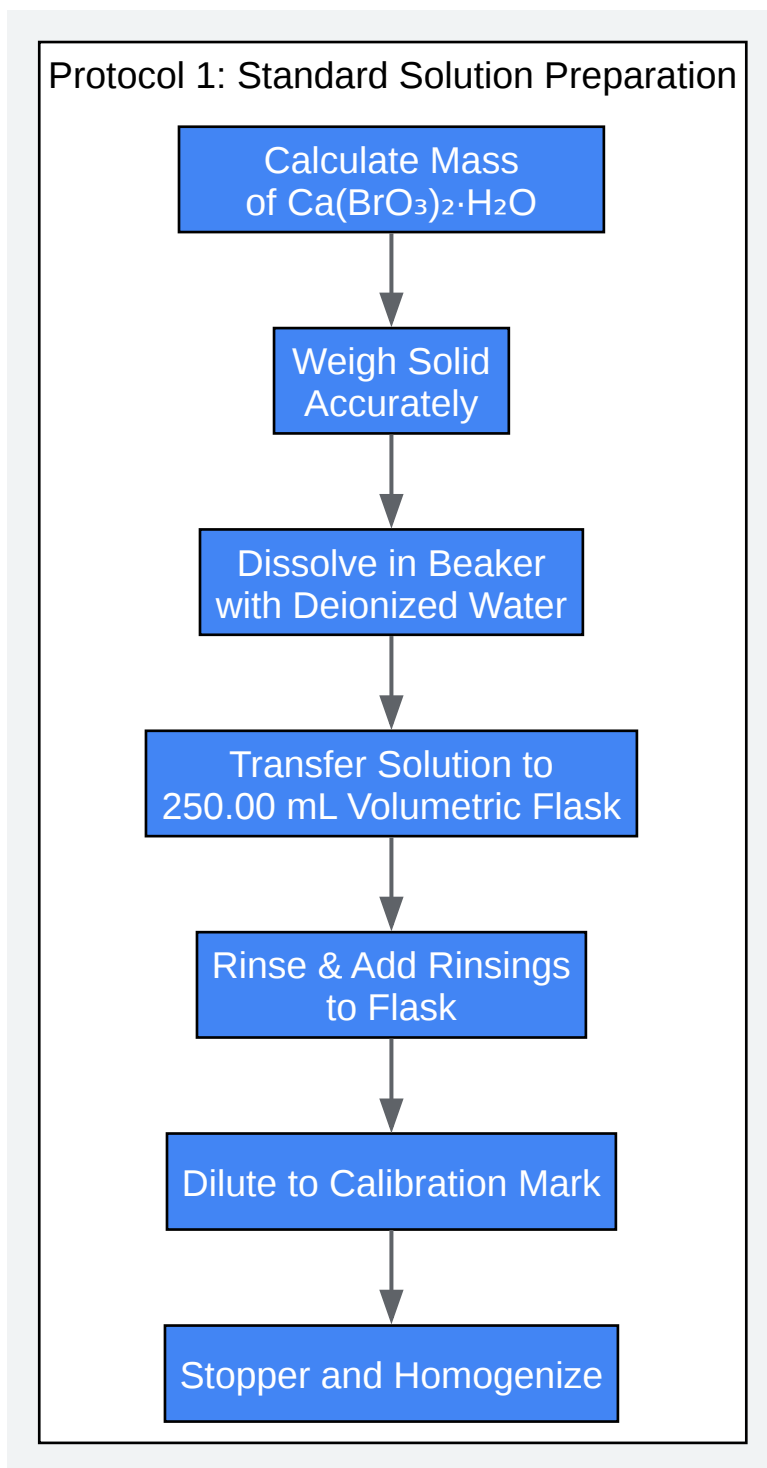 Protocol 1: Standard Solution Preparation
Calculate Mass
of Ca(BrO₃)₂·H₂O
Weigh Solid
Accurately
Dissolve in Beaker
with Deionized Water
Transfer Solution to
250.00 mL Volumetric Flask
Rinse & Add Rinsings
to Flask
Dilute to Calibration Mark
Stopper and Homogenize